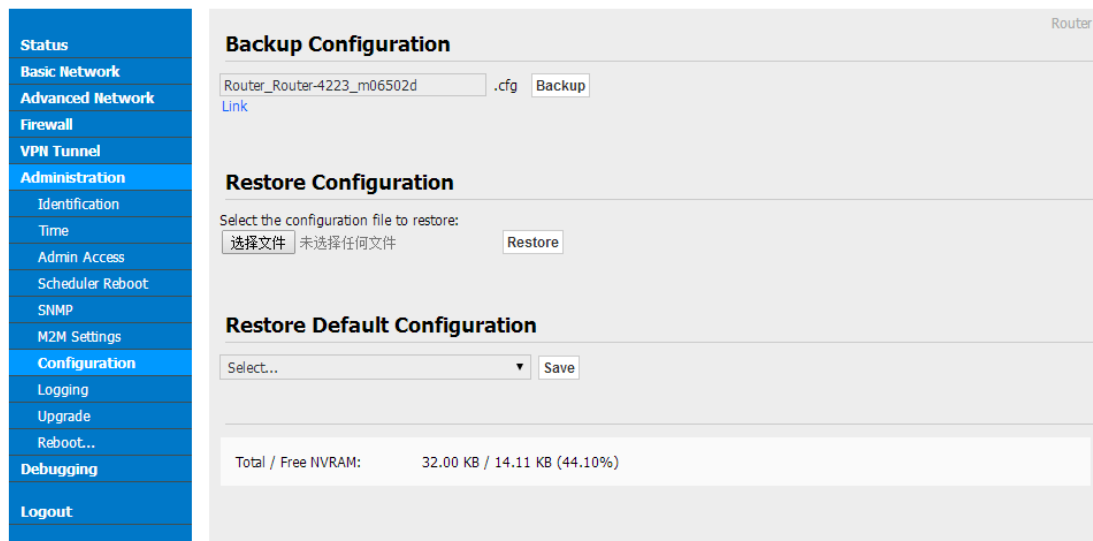 Router
Status
Basic Network
Advanced Network
Firewall
VPN Tunnel
Administration
Identification
Time
Admin Access
Scheduler Reboot
SNMP
M2M Settings
Configuration
Logging
Upgrade
Reboot...
Debugging
Logout
Backup Configuration
Router_Router-4223_m06502d .cfg Backup
Link
Restore Configuration
Select the configuration file to restore:
选择文件 未选择任何文件 Restore
Restore Default Configuration
Select... Save
Total / Free NVRAM: 32.00 KB / 14.11 KB (44.10%)